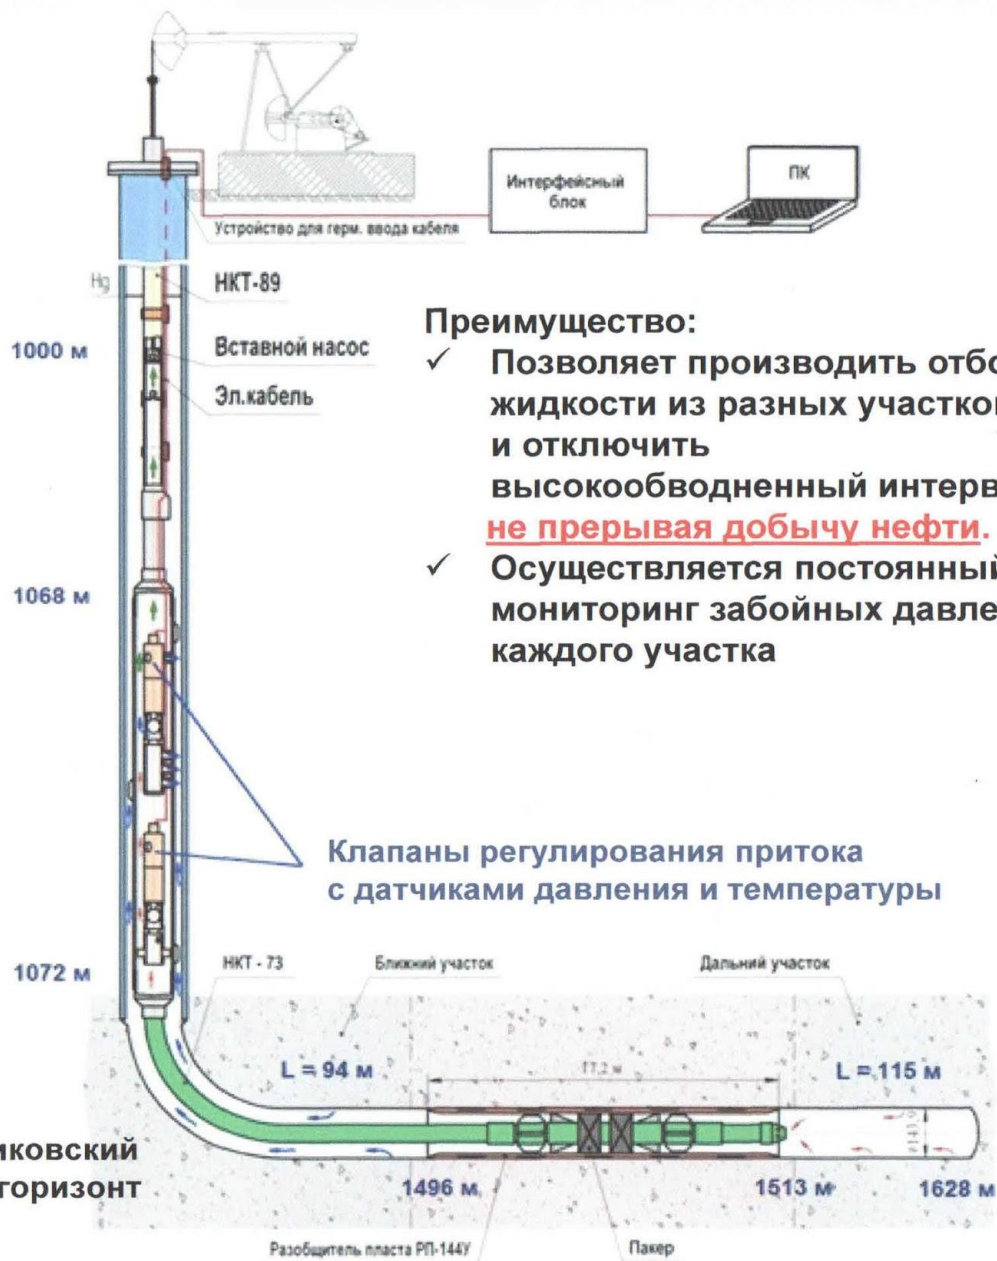 Интерфейсный
блок
ПК
Устройство для герм. ввода кабеля
Hg
НКТ-89
1000 м
Вставной насос
Эл.кабель
Преимущество:
✓ Позволяет производить отбо
жидкости из разных участко
и отключить
высокообводненный интерв
не прерывая добычу нефти.
✓ Осуществляется постоянный
мониторинг забойных давле
каждого участка
1068 м
Клапаны регулирования притока
с датчиками давления и температуры
1072 м
НКТ - 73
Ближний участок
Дальний участок
L = 94 м
17,2 м
L = 115 м
иковский
горизонт
1496 м
1513 м
1628 м
Разобщитель пласта РП-144У
Пакер